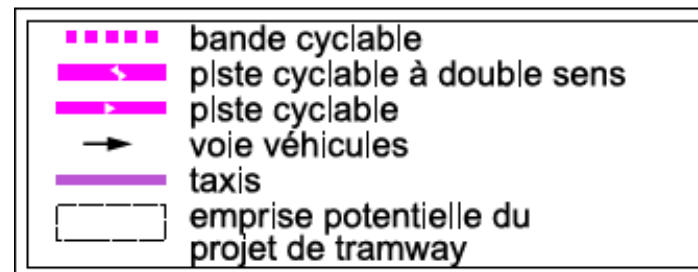 bande cyclable
piste cyclable à double sens
piste cyclable
voie véhicules
taxis
emprise potentielle du
projet de tramway